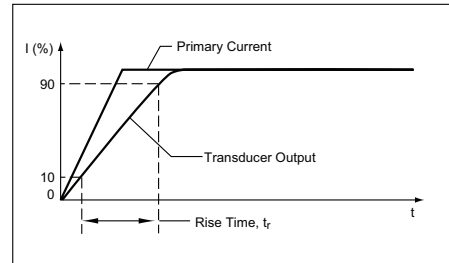 I (%)
Primary Current
90
Transducer Output
10
0
t
Rise Time, tr